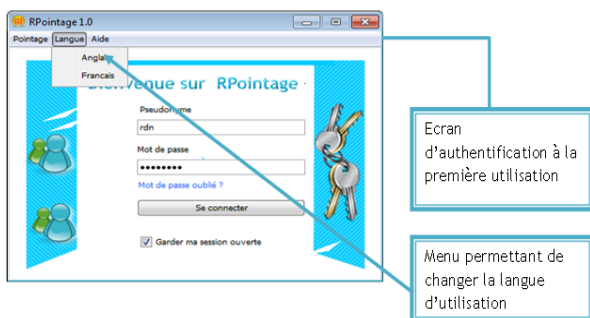 RPointage 1.0
Pointage Langue Aide
Anglais
Francais
Bienvenue sur RPointage
Pseudonyme
rdn
Mot de passe
••••••••
Mot de passe oublié ?
Se connecter
Garder ma session ouverte
Ecran
d'authentification à la
première utilisation
Menu permettant de
changer la langue
d'utilisation